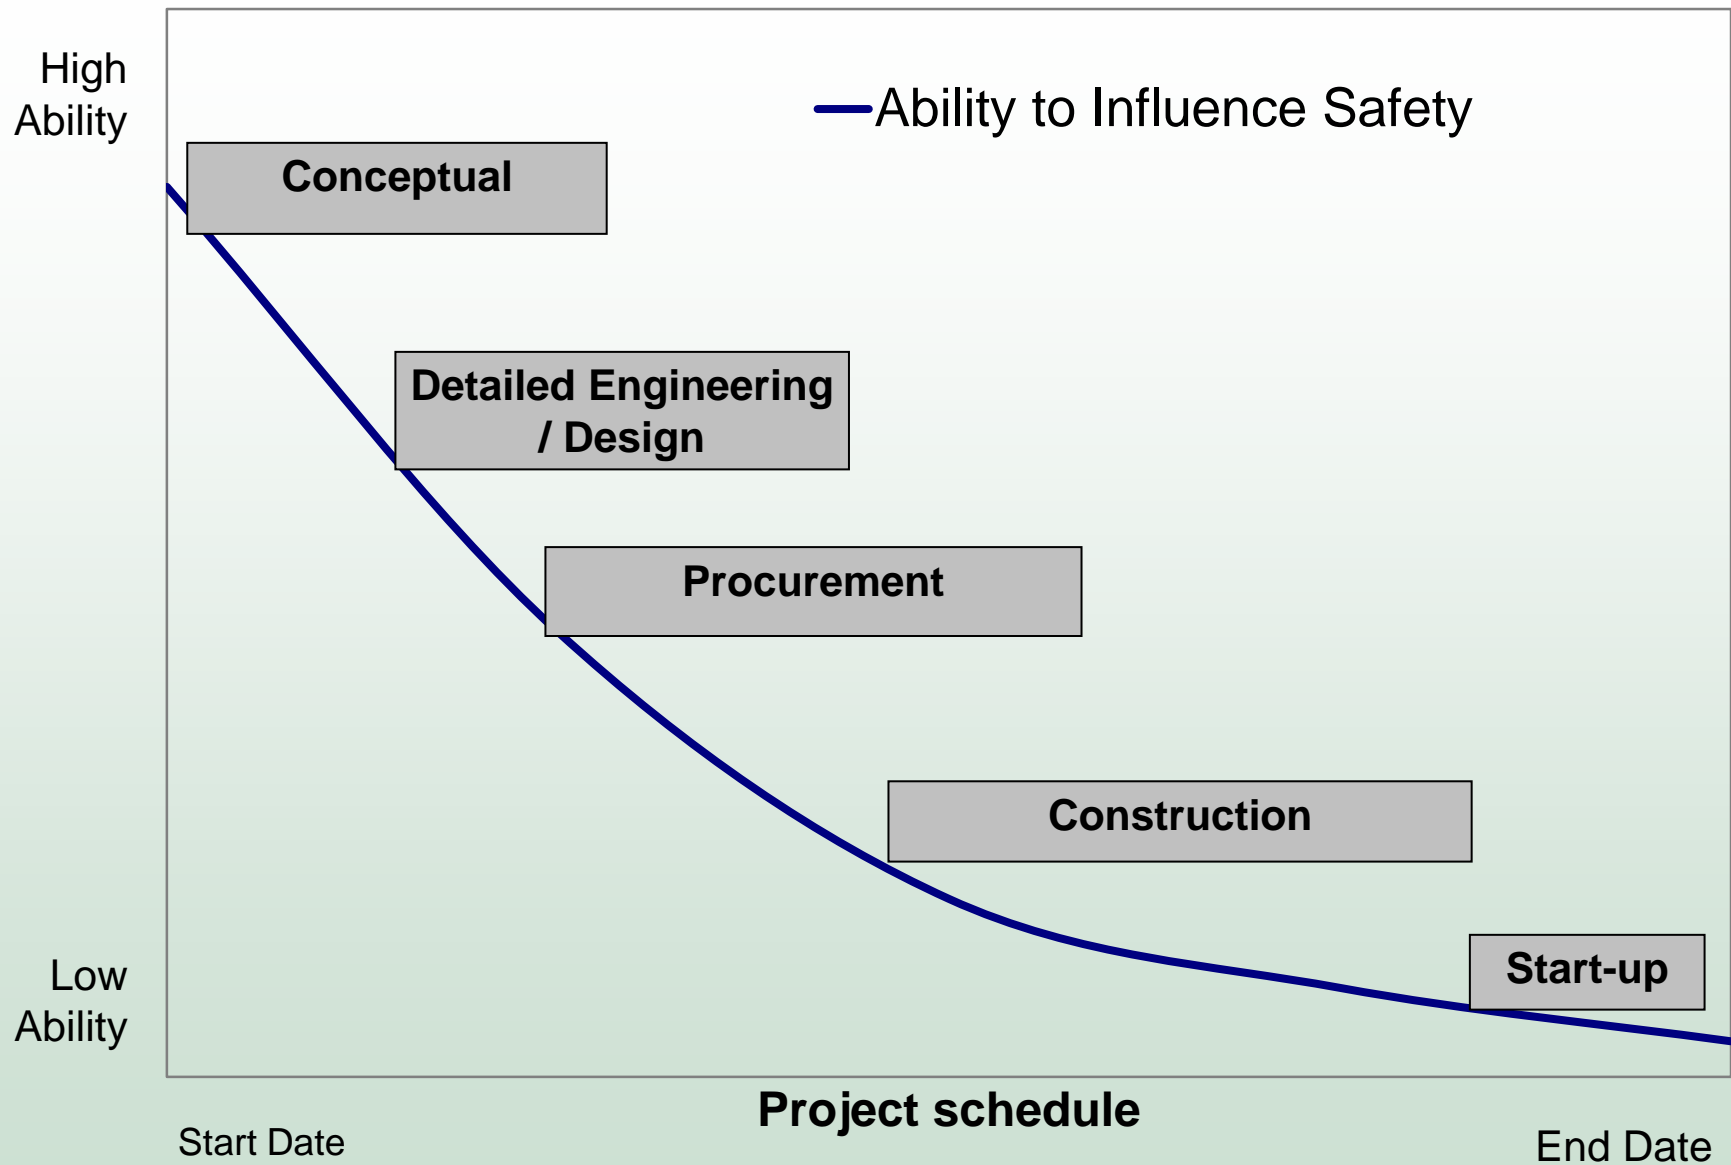 High
Ability
Ability to Influence Safety
Conceptual
Detailed Engineering
/ Design
Procurement
Construction
Start-up
Low
Ability
Project schedule
Start Date
End Date